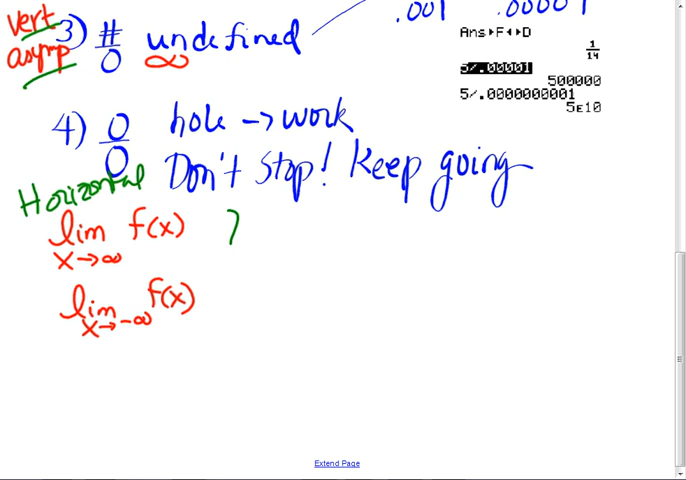 vert
asymp
3) #/0 undefined
∞
.001 .00001
Ans▸F◂▸D
1/14
5/.00001
500000
5/.0000000001
5E10
4) 0/0 hole → work
Don't stop! Keep going
Horizontal
lim f(x)
x→∞
lim f(x)
x→-∞
Extend Page